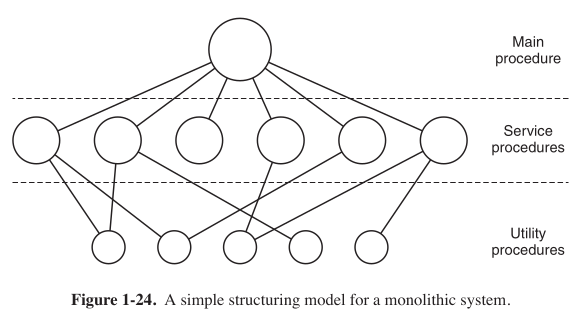 Main
procedure
Service
procedures
Utility
procedures
Figure 1-24. A simple structuring model for a monolithic system.